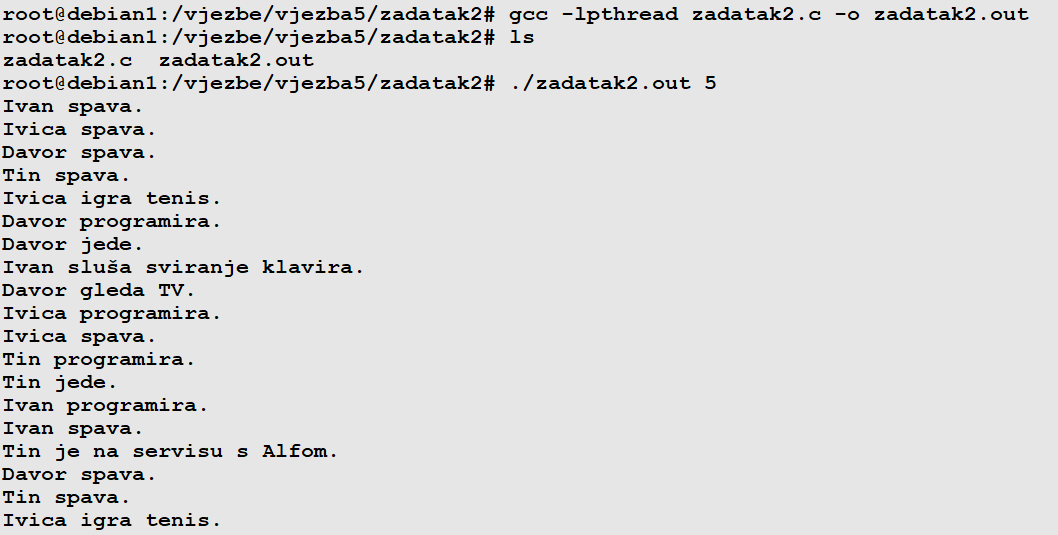 root@debian1:/vjezbe/vjezba5/zadatak2# gcc -lpthread zadatak2.c -o zadatak2.out
root@debian1:/vjezbe/vjezba5/zadatak2# ls
zadatak2.c  zadatak2.out
root@debian1:/vjezbe/vjezba5/zadatak2# ./zadatak2.out 5
Ivan spava.
Ivica spava.
Davor spava.
Tin spava.
Ivica igra tenis.
Davor programira.
Davor jede.
Ivan sluša sviranje klavira.
Davor gleda TV.
Ivica programira.
Ivica spava.
Tin programira.
Tin jede.
Ivan programira.
Ivan spava.
Tin je na servisu s Alfom.
Davor spava.
Tin spava.
Ivica igra tenis.